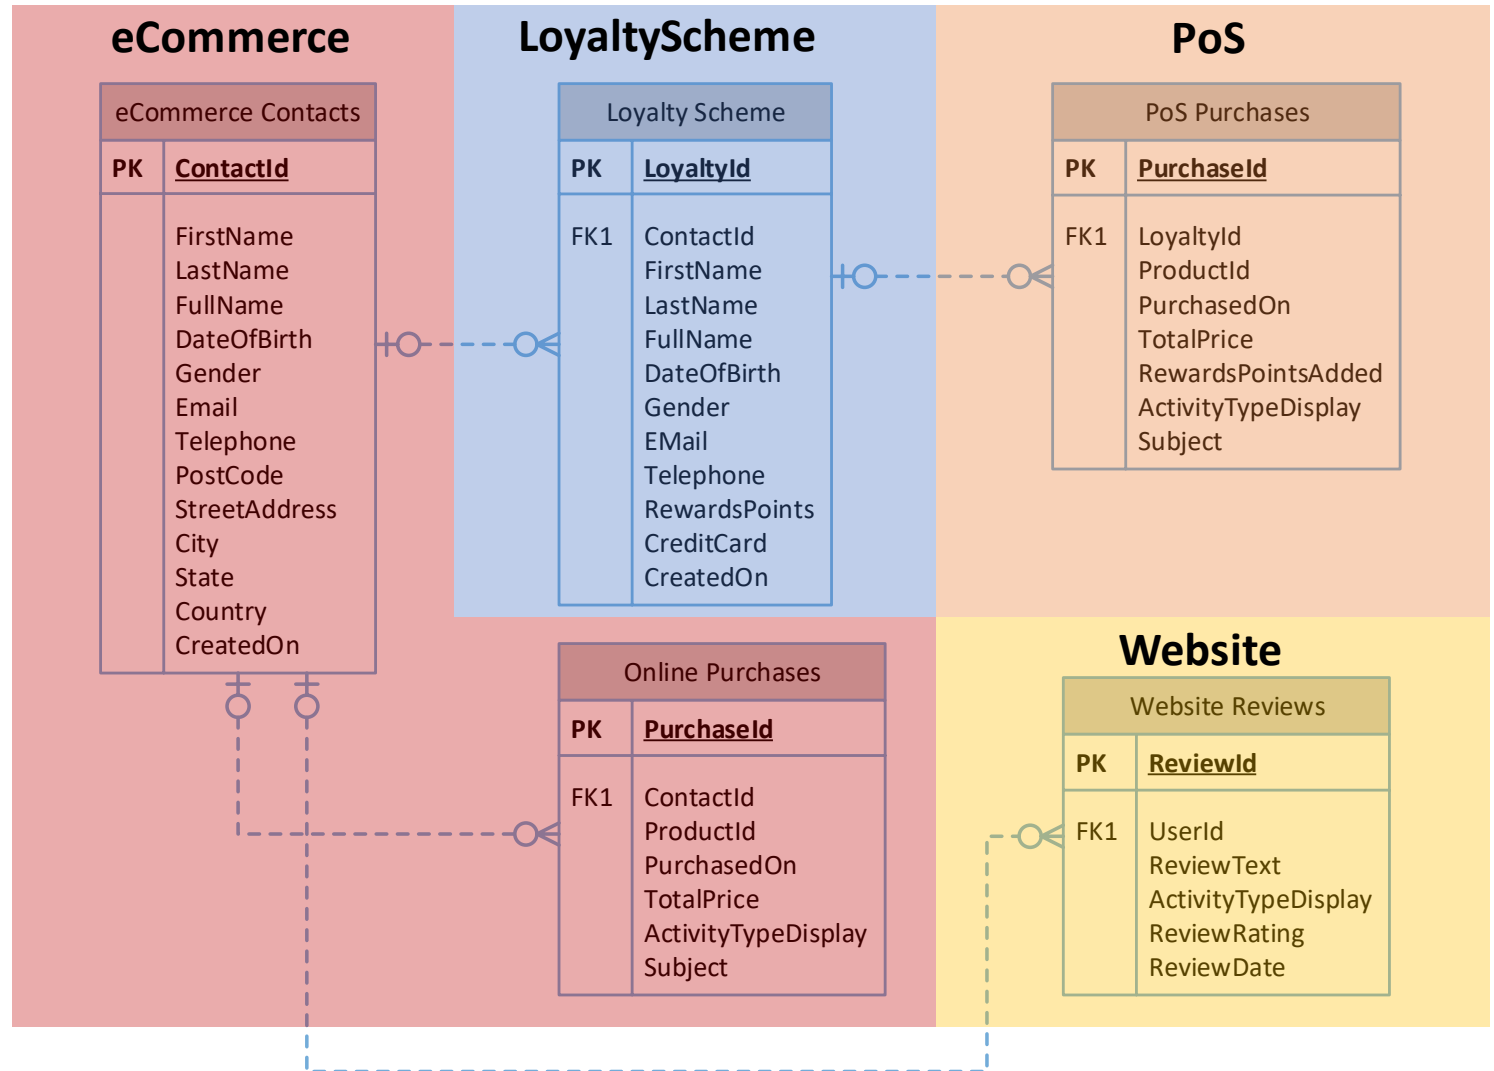 eCommerce
LoyaltyScheme
PoS
eCommerce Contacts
PK ContactId
FirstName
LastName
FullName
DateOfBirth
Gender
Email
Telephone
PostCode
StreetAddress
City
State
Country
CreatedOn
Loyalty Scheme
PK LoyaltyId
FK1 ContactId
FirstName
LastName
FullName
DateOfBirth
Gender
EMail
Telephone
RewardsPoints
CreditCard
CreatedOn
PoS Purchases
PK PurchaseId
FK1 LoyaltyId
ProductId
PurchasedOn
TotalPrice
RewardsPointsAdded
ActivityTypeDisplay
Subject
Online Purchases
PK PurchaseId
FK1 ContactId
ProductId
PurchasedOn
TotalPrice
ActivityTypeDisplay
Subject
Website
Website Reviews
PK ReviewId
FK1 UserId
ReviewText
ActivityTypeDisplay
ReviewRating
ReviewDate